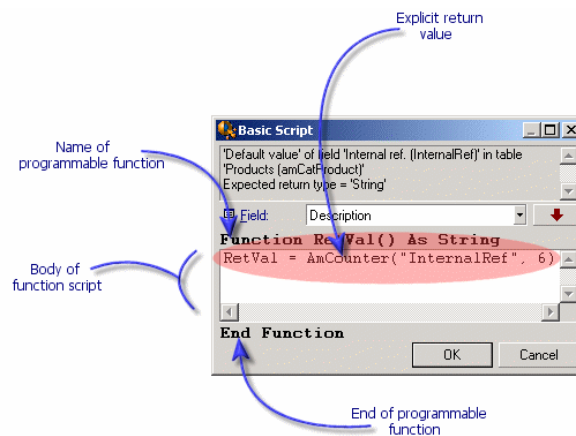 Explicit return
value
Basic Script
Name of
programmable function
'Default value' of field 'Internal ref. (InternalRef)' in table
'Products (amCatProduct)'
Expected return type = 'String'
Field:
Description
Function RetVal() As String
RetVal = AmCounter("InternalRef", 6)
Body of
function script
End Function
OK
Cancel
End of programmable
function